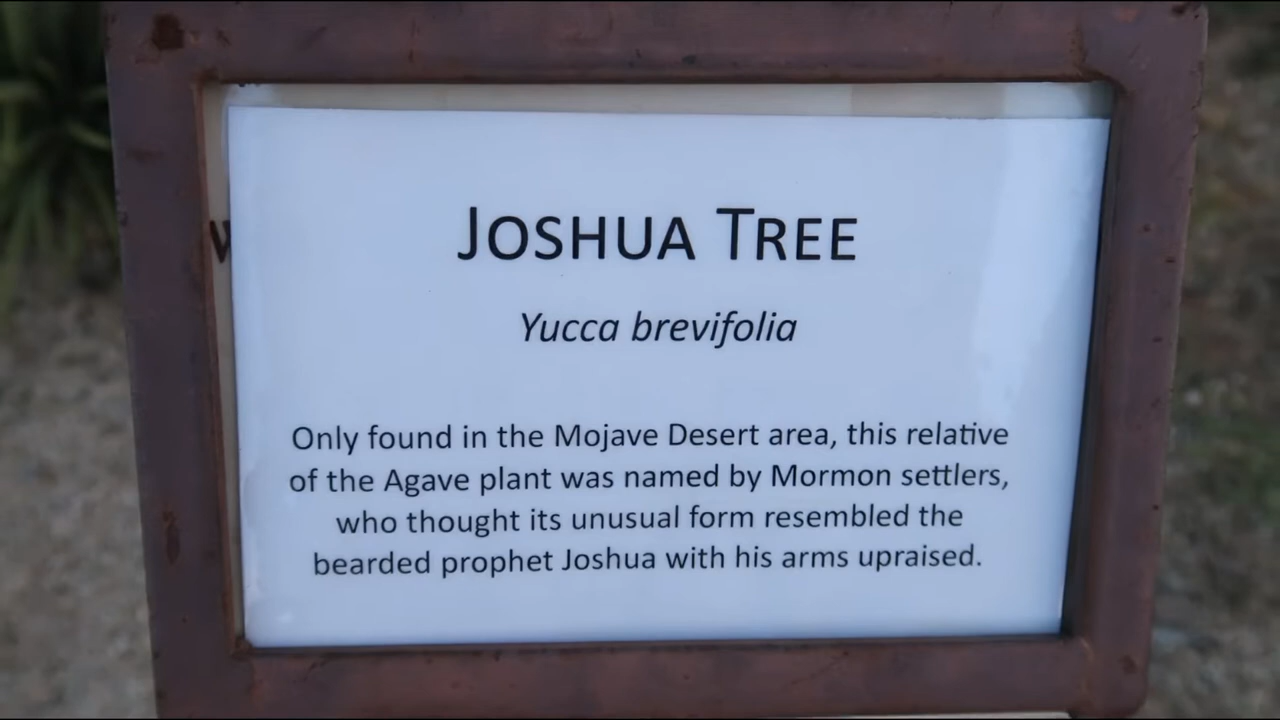 JOSHUA TREE
Yucca brevifolia
Only found in the Mojave Desert area, this relative
of the Agave plant was named by Mormon settlers,
who thought its unusual form resembled the
bearded prophet Joshua with his arms upraised.